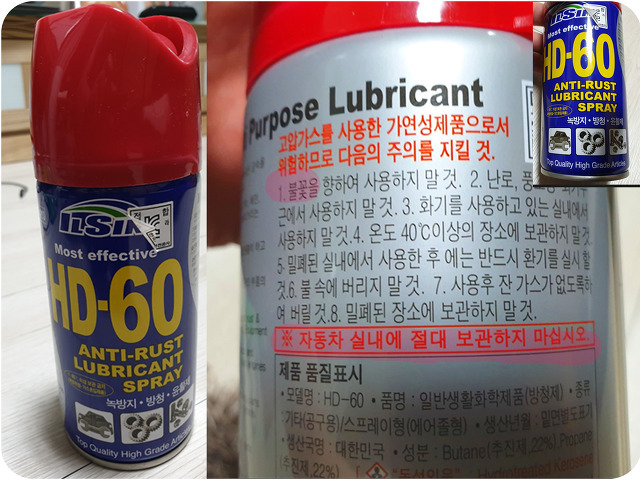 ILSIN
Most effective
HD-60
ANTI-RUST
LUBRICANT
SPRAY
녹방지·방청·윤활제
Top Quality High Grade Articles
Purpose Lubricant
고압가스를 사용한 가연성제품으로서
위험하므로 다음의 주의를 지킬 것.
1. 불꽃을 향하여 사용하지 말 것. 2. 난로,
근에서 사용하지 말 것. 3. 화기를 사용하고 있는 실내에서
사용하지 말 것. 4. 온도 40℃이상의 장소에 보관하지 말 것.
5. 밀폐된 실내에서 사용한 후 에는 반드시 환기를 실시 할
것. 6. 불 속에 버리지 말 것. 7. 사용후 잔 가스가 없도록 하
여 버릴 것. 8. 밀폐된 장소에 보관하지 말 것.
※ 자동차 실내에 절대 보관하지 마십시오.
제품 품질표시
·모델명 : HD-60 ·품명 : 일반생활화학제품(방청제) ·종류 :
기타(공구용)/스프레이형(에어졸형) ·생산년월 : 밑면별도표기
·생산국명 : 대한민국 ·성분 : Butane(추진제,22%), Propane
(추진제,22%)
Hydrotreated Kerosene
ILSIN
Most effective
HD-60
ANTI-RUST
LUBRICANT
SPRAY
녹방지·방청·윤활제
Top Quality High Grade Articles